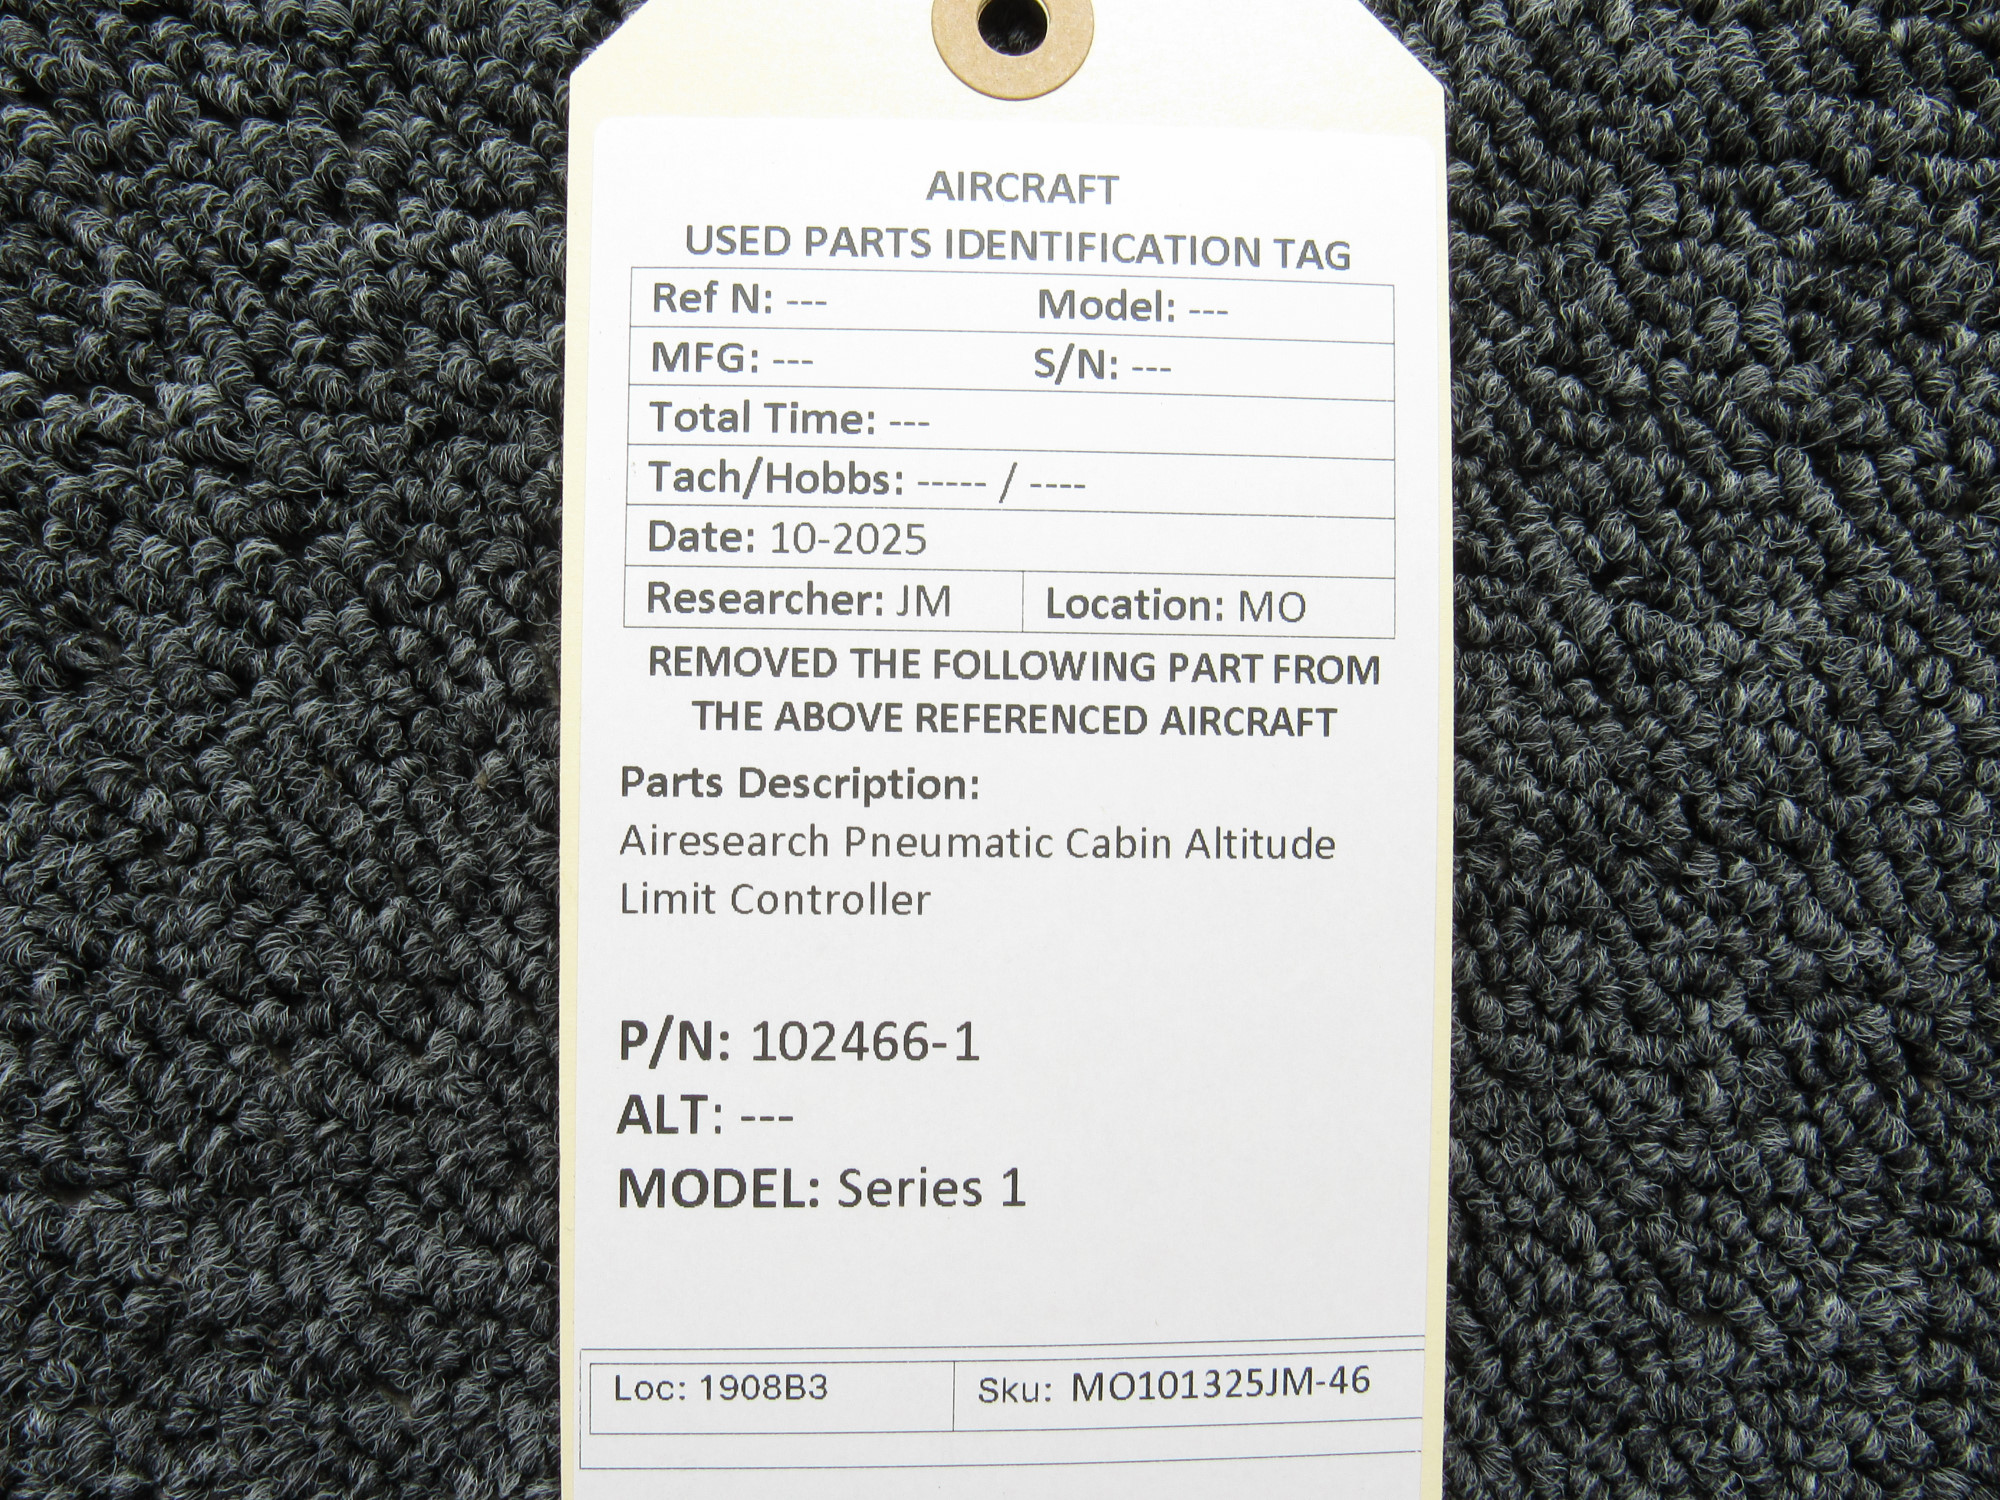 AIRCRAFT
USED PARTS IDENTIFICATION TAG
Ref N: --- Model: ---
MFG: --- S/N: ---
Total Time: ---
Tach/Hobbs: ----- / ----
Date: 10-2025
Researcher: JM Location: MO
REMOVED THE FOLLOWING PART FROM
THE ABOVE REFERENCED AIRCRAFT
Parts Description:
Airesearch Pneumatic Cabin Altitude
Limit Controller
P/N: 102466-1
ALT: ---
MODEL: Series 1
Loc: 1908B3 Sku: MO101325JM-46